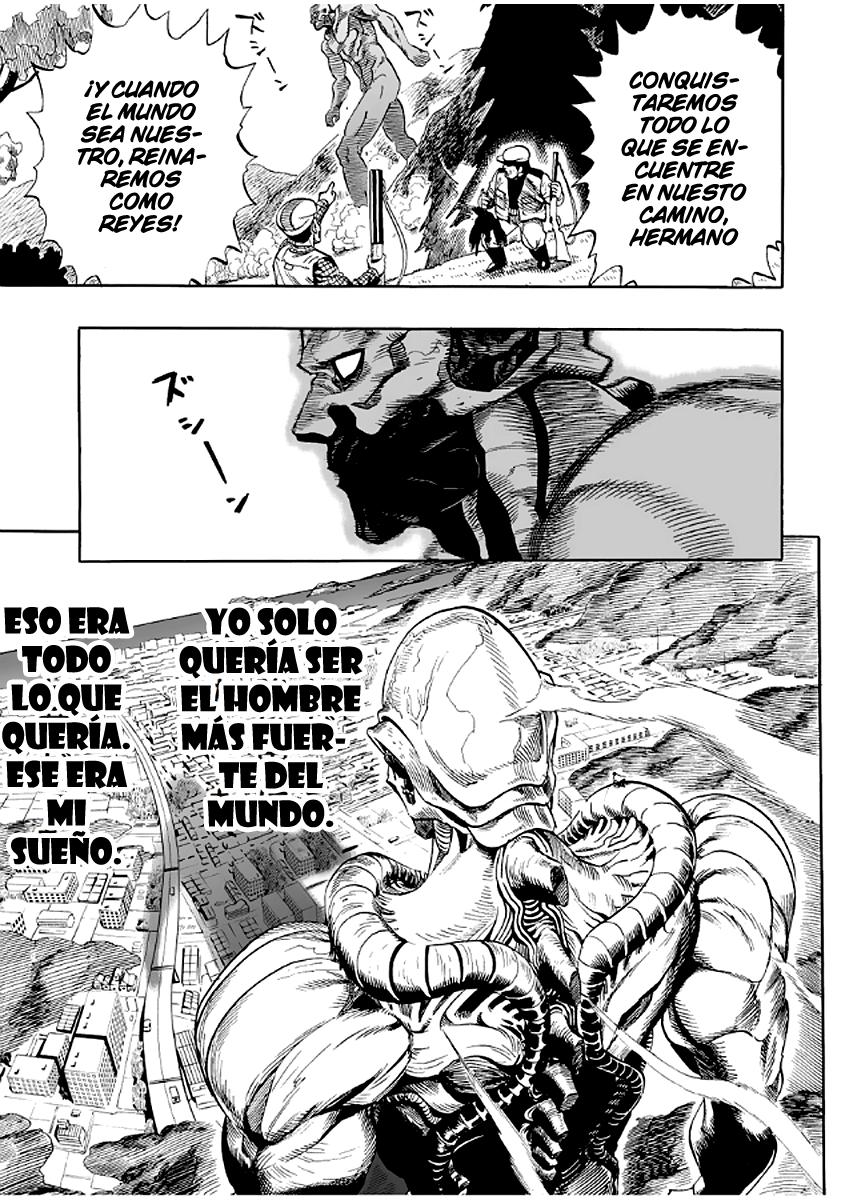 CONQUIS-
TAREMOS
TODO LO
QUE SE EN-
CUENTRE
EN NUESTO
CAMINO,
HERMANO
ズシーン
ズシーン
¡Y CUANDO
EL MUNDO
SEA NUES-
TRO, REINA-
REMOS
COMO
REYES!
ズシーン
YO SOLO
QUERÍA SER
EL HOMBRE
MÁS FUER-
TE DEL
MUNDO.
ESO ERA
TODO
LO QUE
QUERÍA.
ESE ERA
MI
SUEÑO.